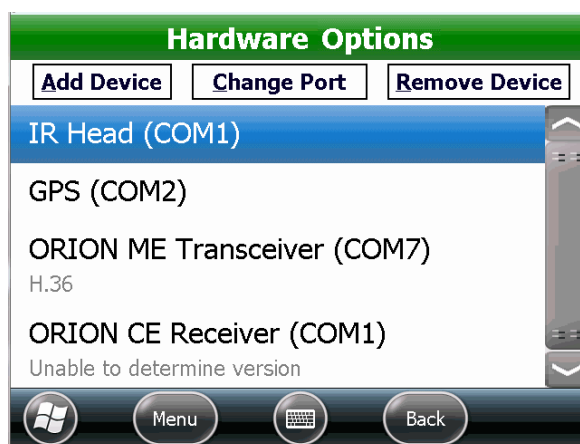 Hardware Options
Add Device Change Port Remove Device
IR Head (COM1)
GPS (COM2)
ORION ME Transceiver (COM7)
H.36
ORION CE Receiver (COM1)
Unable to determine version
Menu Back